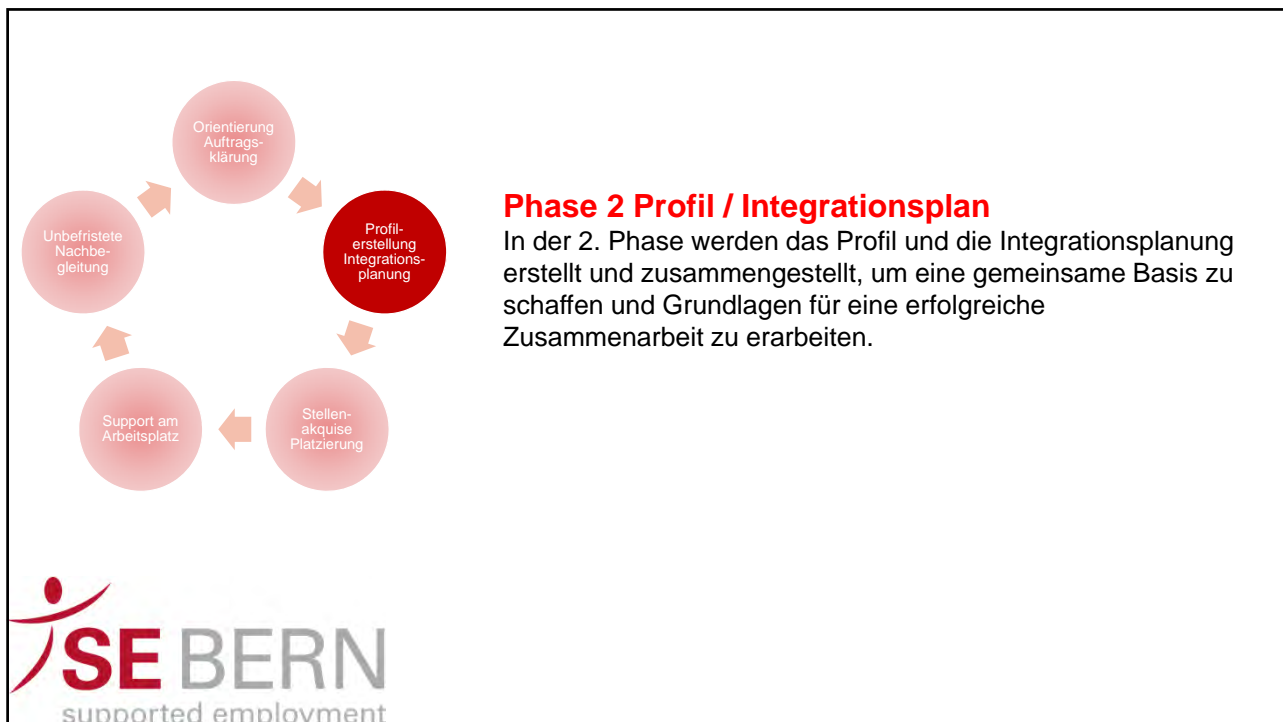 Orientierung
Auftrags-
klärung
Profil-
erstellung
Integrations-
planung
Stellen-
akquise
Platzierung
Support am
Arbeitsplatz
Unbefristete
Nachbe-
gleitung
Phase 2 Profil / Integrationsplan
In der 2. Phase werden das Profil und die Integrationsplanung
erstellt und zusammengestellt, um eine gemeinsame Basis zu
schaffen und Grundlagen für eine erfolgreiche
Zusammenarbeit zu erarbeiten.
SE BERN
supported employment